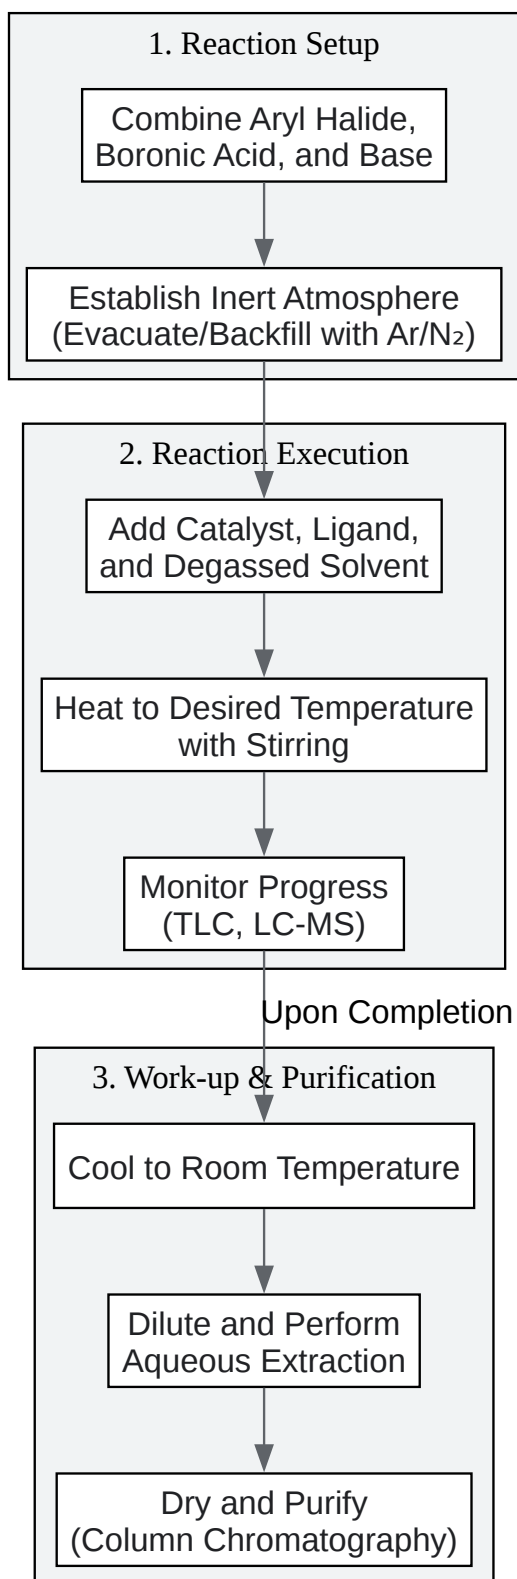 1. Reaction Setup
Combine Aryl Halide,
Boronic Acid, and Base
Establish Inert Atmosphere
(Evacuate/Backfill with Ar/N₂)
2. Reaction Execution
Add Catalyst, Ligand,
and Degassed Solvent
Heat to Desired Temperature
with Stirring
Monitor Progress
(TLC, LC-MS)
Upon Completion
3. Work-up & Purification
Cool to Room Temperature
Dilute and Perform
Aqueous Extraction
Dry and Purify
(Column Chromatography)